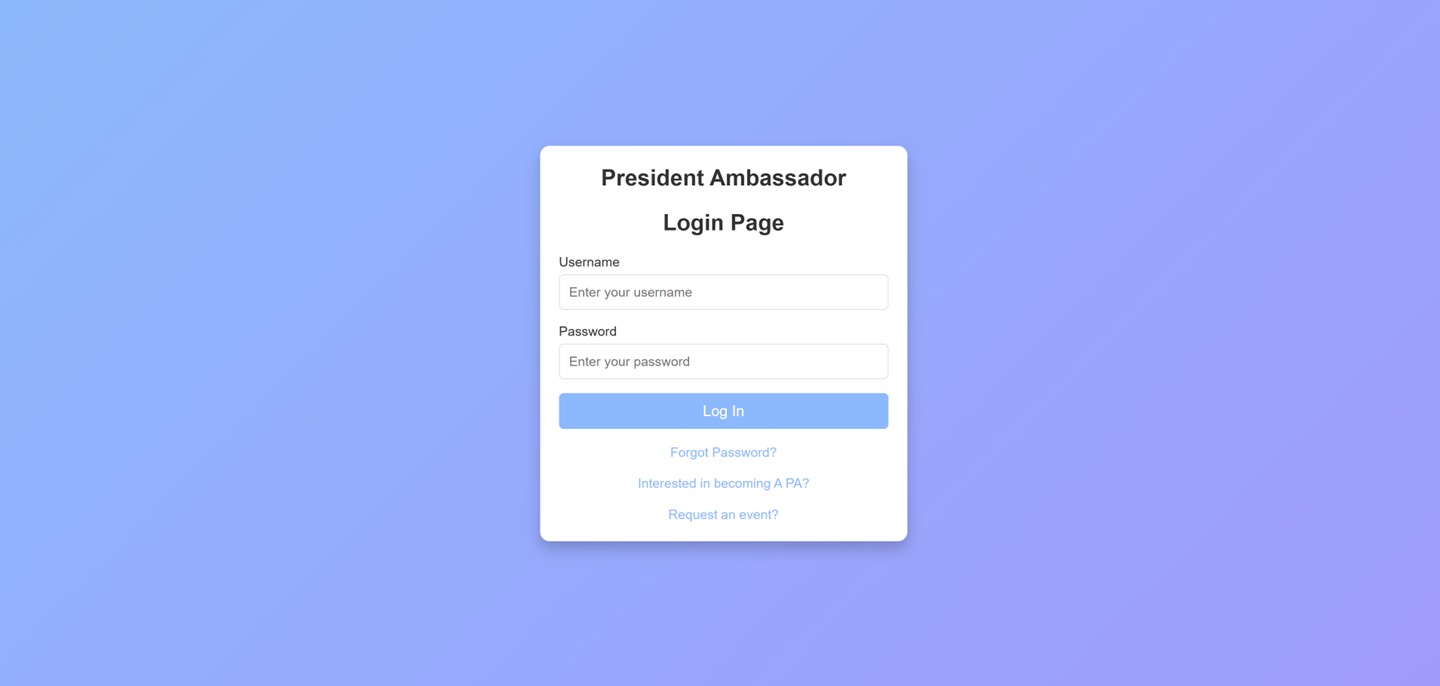 President Ambassador
Login Page
Username
Enter your username
Password
Enter your password
Log In
Forgot Password?
Interested in becoming A PA?
Request an event?